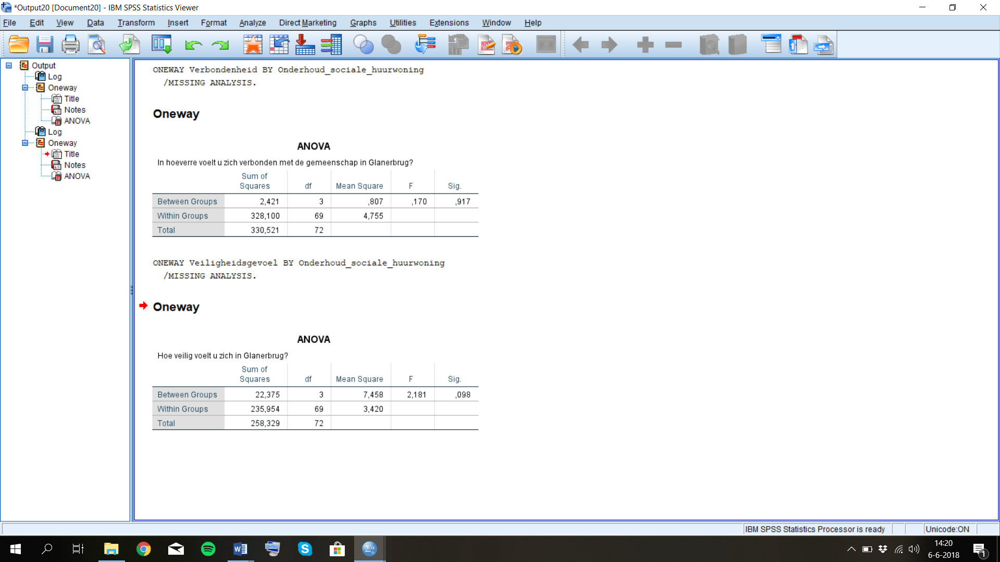 *Output20 [Document20] - IBM SPSS Statistics Viewer
File Edit View Data Transform Insert Format Analyze Direct Marketing Graphs Utilities Extensions Window Help
Output
Log
Oneway
Title
Notes
ANOVA
Log
Oneway
Title
Notes
ANOVA
ONEWAY Verbondenheid BY Onderhoud_sociale_huurwoning
/MISSING ANALYSIS.
Oneway
ANOVA
In hoeverre voelt u zich verbonden met de gemeenschap in Glanerbrug?
Sum of Squares df Mean Square F Sig.
Between Groups 2,421 3 ,807 ,170 ,917
Within Groups 328,100 69 4,755
Total 330,521 72
ONEWAY Veiligheidsgevoel BY Onderhoud_sociale_huurwoning
/MISSING ANALYSIS.
Oneway
ANOVA
Hoe veilig voelt u zich in Glanerbrug?
Sum of Squares df Mean Square F Sig.
Between Groups 22,375 3 7,458 2,181 ,098
Within Groups 235,954 69 3,420
Total 258,329 72
IBM SPSS Statistics Processor is ready Unicode:ON
14:20
6-6-2018
1